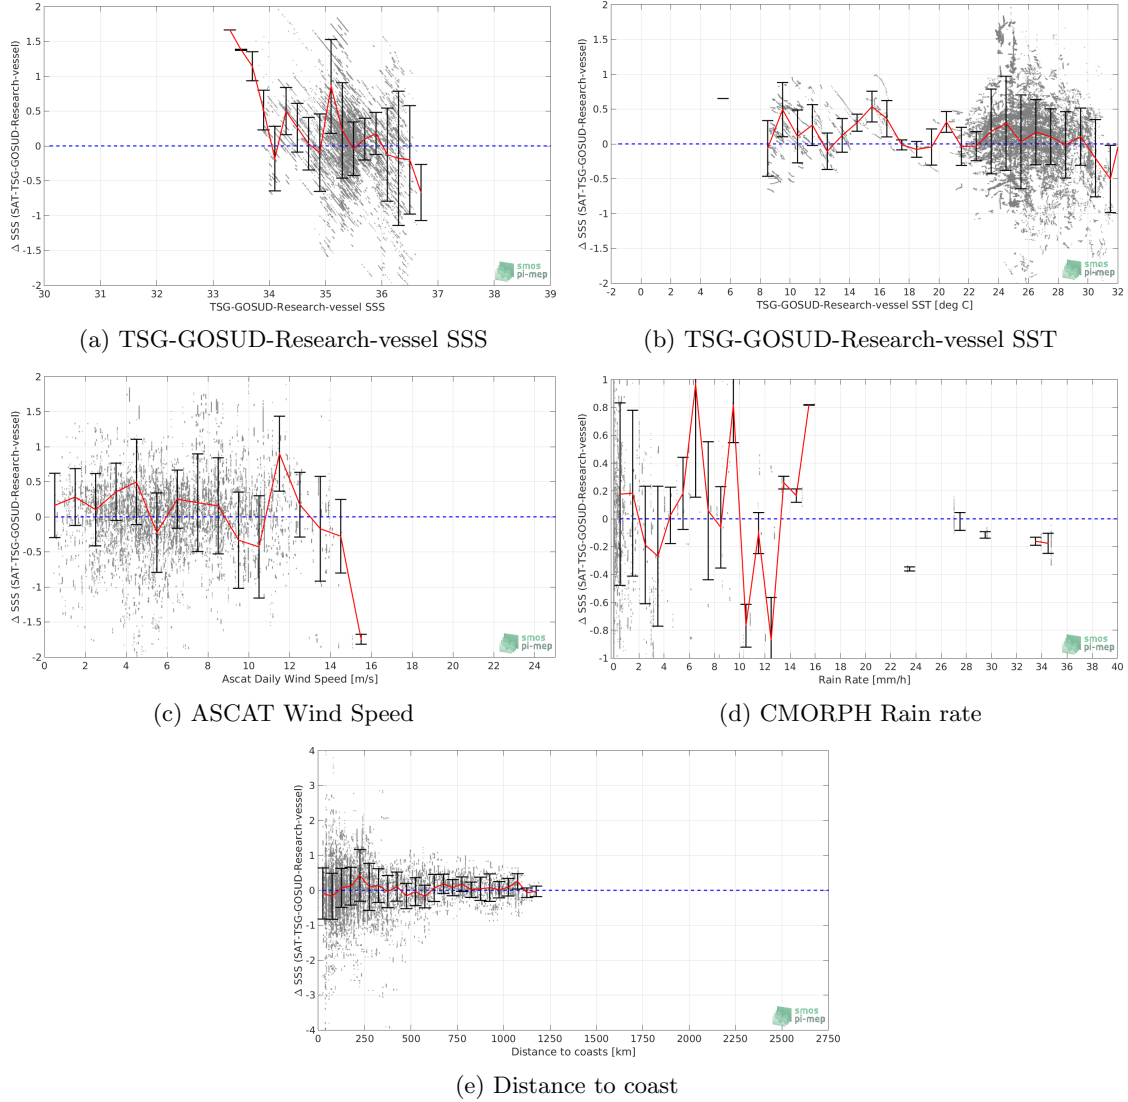 2
1.5
1
0.5
0
-0.5
-1
-1.5
-2
Δ SSS (SAT-TSG-GOSUD-Research-vessel)
30 31 32 33 34 35 36 37 38 39
TSG-GOSUD-Research-vessel SSS
smos
pi-mep
(a) TSG-GOSUD-Research-vessel SSS
2
1.5
1
0.5
0
-0.5
-1
-1.5
-2
Δ SSS (SAT-TSG-GOSUD-Research-vessel)
-2 0 2 4 6 8 10 12 14 16 18 20 22 24 26 28 30 32
TSG-GOSUD-Research-vessel SST [deg C]
smos
pi-mep
(b) TSG-GOSUD-Research-vessel SST
2
1.5
1
0.5
0
-0.5
-1
-1.5
-2
Δ SSS (SAT-TSG-GOSUD-Research-vessel)
0 2 4 6 8 10 12 14 16 18 20 22 24
Ascat Daily Wind Speed [m/s]
smos
pi-mep
(c) ASCAT Wind Speed
1
0.8
0.6
0.4
0.2
0
-0.2
-0.4
-0.6
-0.8
-1
Δ SSS (SAT-TSG-GOSUD-Research-vessel)
0 2 4 6 8 10 12 14 16 18 20 22 24 26 28 30 32 34 36 38 40
Rain Rate [mm/h]
smos
pi-mep
(d) CMORPH Rain rate
4
3
2
1
0
-1
-2
-3
-4
Δ SSS (SAT-TSG-GOSUD-Research-vessel)
0 250 500 750 1000 1250 1500 1750 2000 2250 2500 2750
Distance to coasts [km]
smos
pi-mep
(e) Distance to coast